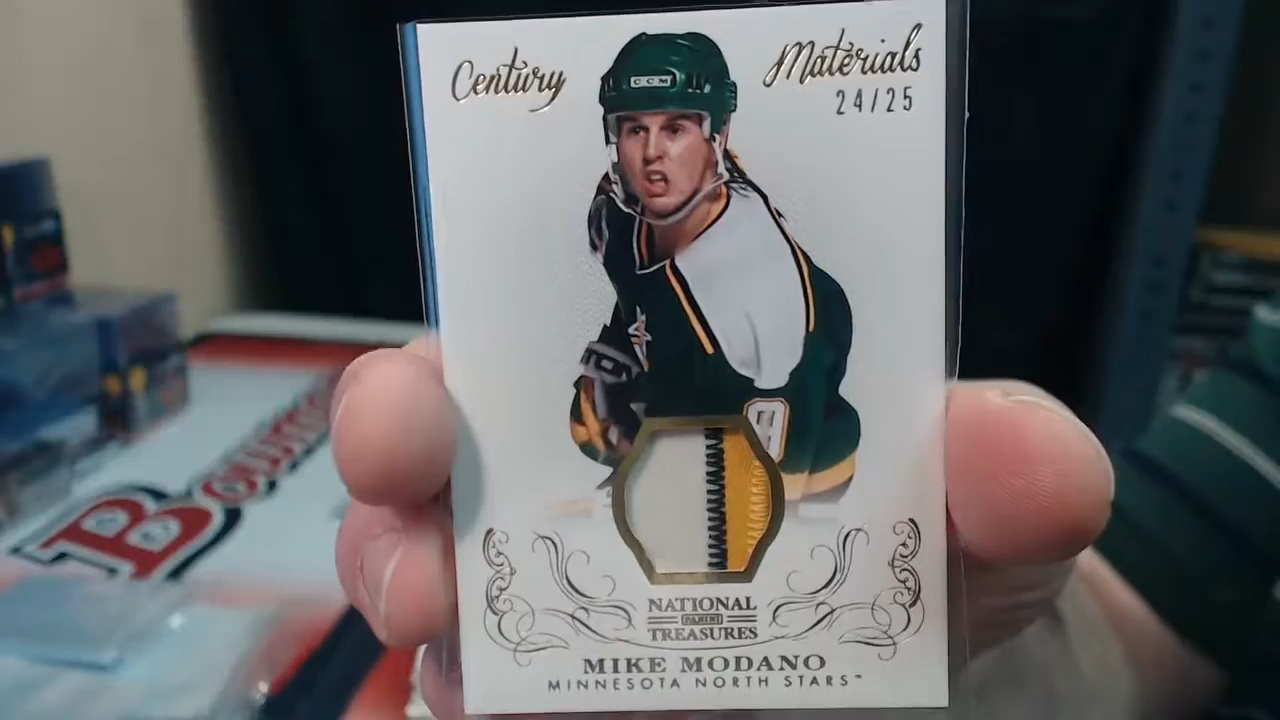 Century
Materials
24/25
CCM
NATIONAL
PANINI
TREASURES
MIKE MODANO
MINNESOTA NORTH STARS™